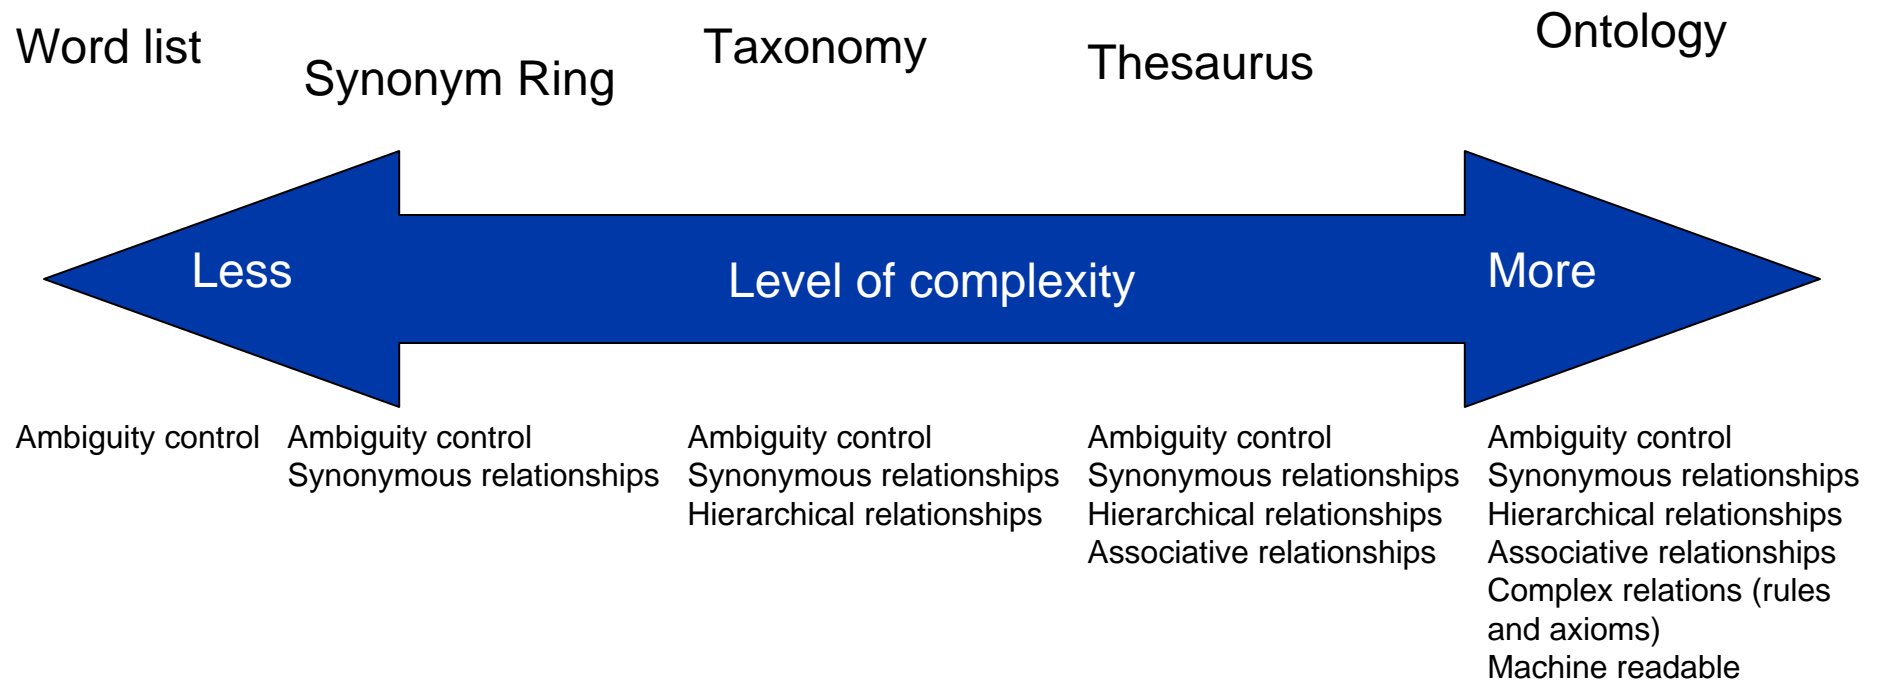 Word list
Synonym Ring
Taxonomy
Thesaurus
Ontology
Less
Level of complexity
More
Ambiguity control
Ambiguity control
Synonymous relationships
Ambiguity control
Synonymous relationships
Hierarchical relationships
Ambiguity control
Synonymous relationships
Hierarchical relationships
Associative relationships
Ambiguity control
Synonymous relationships
Hierarchical relationships
Associative relationships
Complex relations (rules
and axioms)
Machine readable